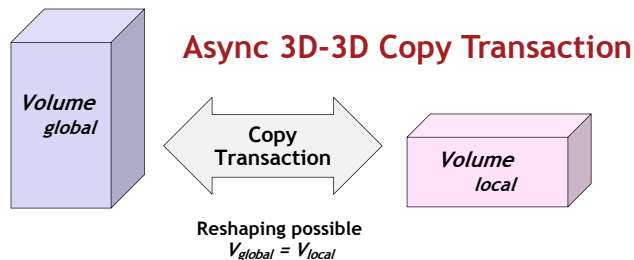 Async 3D-3D Copy Transaction
Volume
global
Copy
Transaction
Volume
local
Reshaping possible
Vglobal = Vlocal